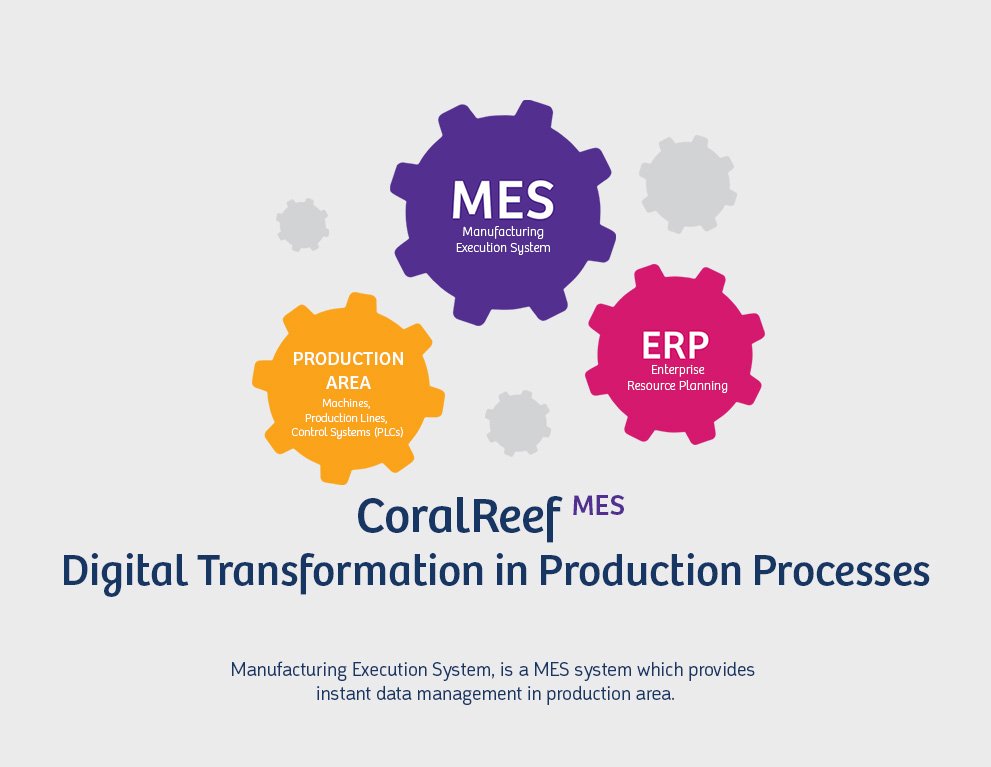 MES
Manufacturing
Execution System
PRODUCTION
AREA
Machines,
Production Lines,
Control Systems (PLCs)
ERP
Enterprise
Resource Planning
CoralReef MES
Digital Transformation in Production Processes
Manufacturing Execution System, is a MES system which provides
instant data management in production area.